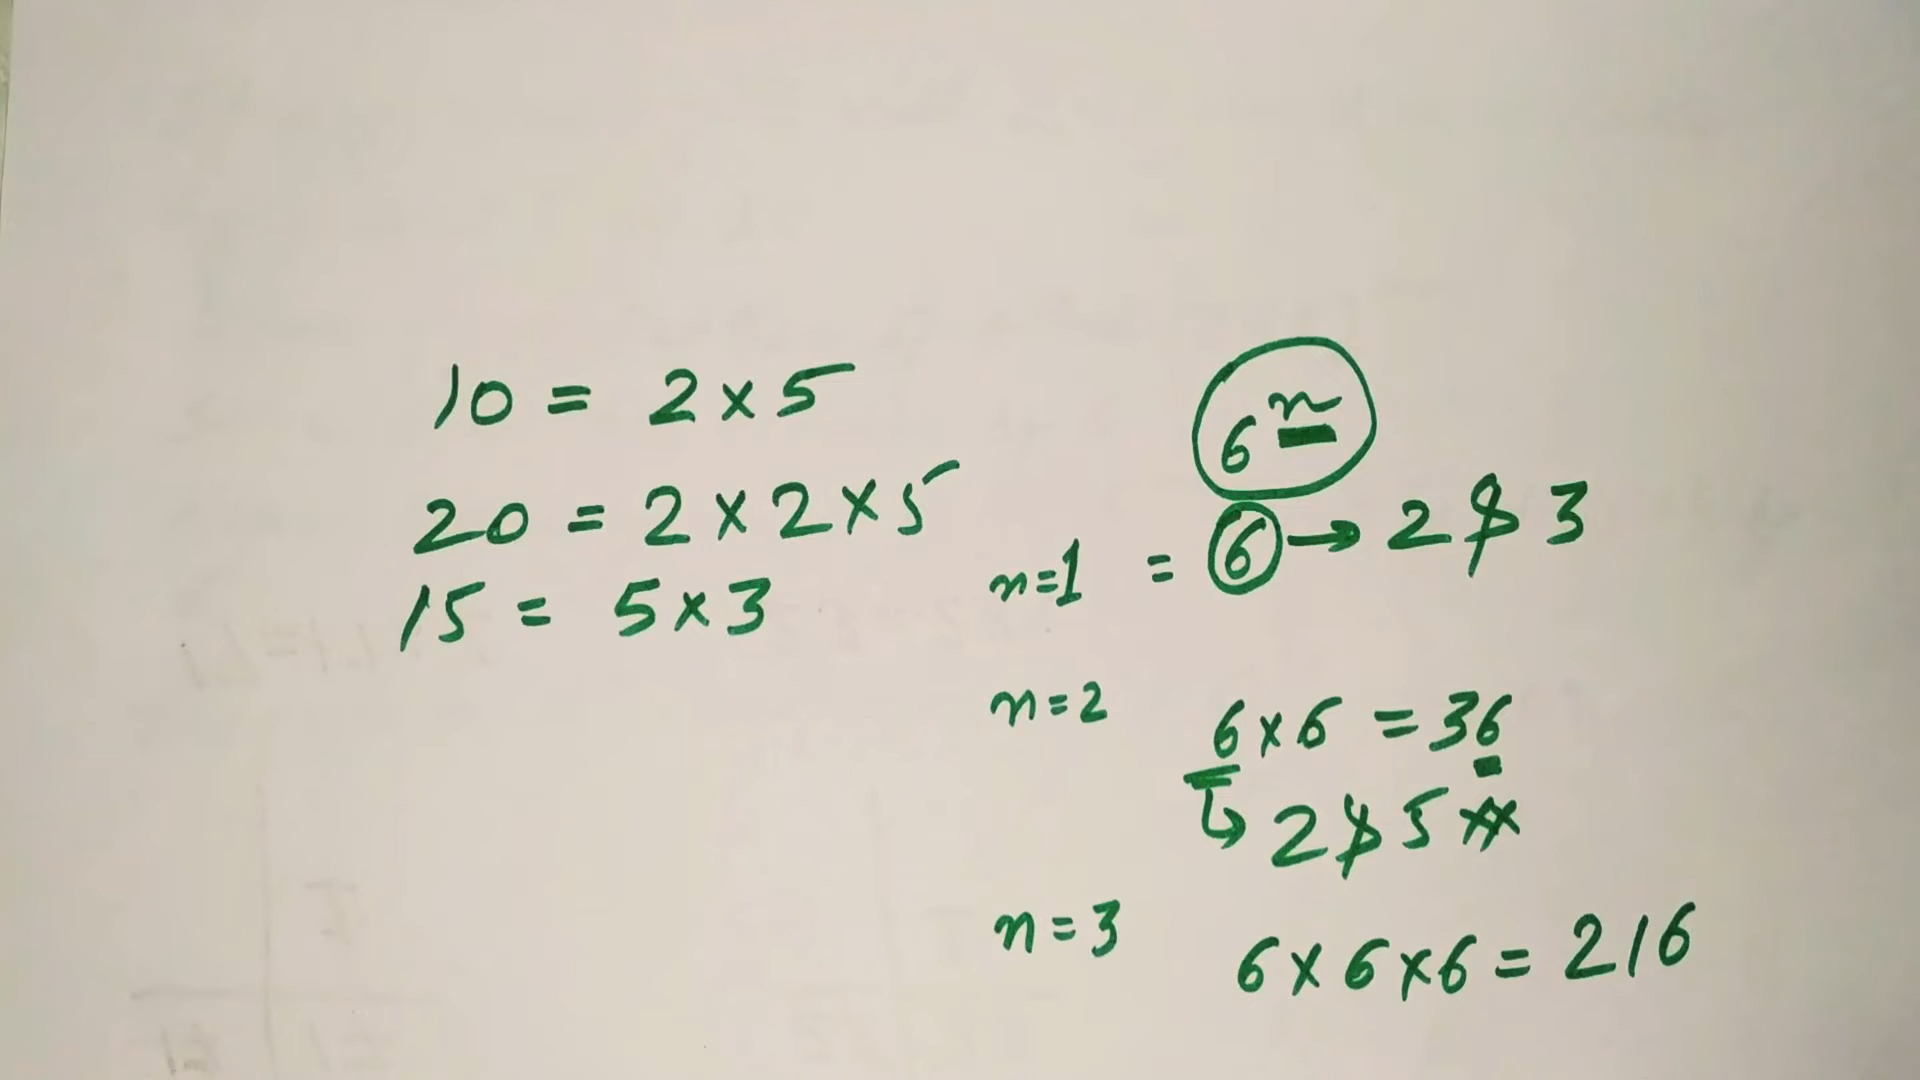 10 = 2 × 5
20 = 2 × 2 × 5
15 = 5 × 3
6ⁿ
n=1 = 6 → 2 & 3
n=2 6 × 6 = 36
↳ 2 & 5 ××
n=3 6 × 6 × 6 = 216